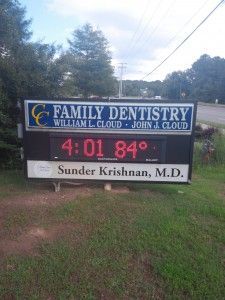 CC FAMILY DENTISTRY
WILLIAM L. CLOUD · JOHN J. CLOUD
4:01 84°
Sunder Krishnan, M.D.